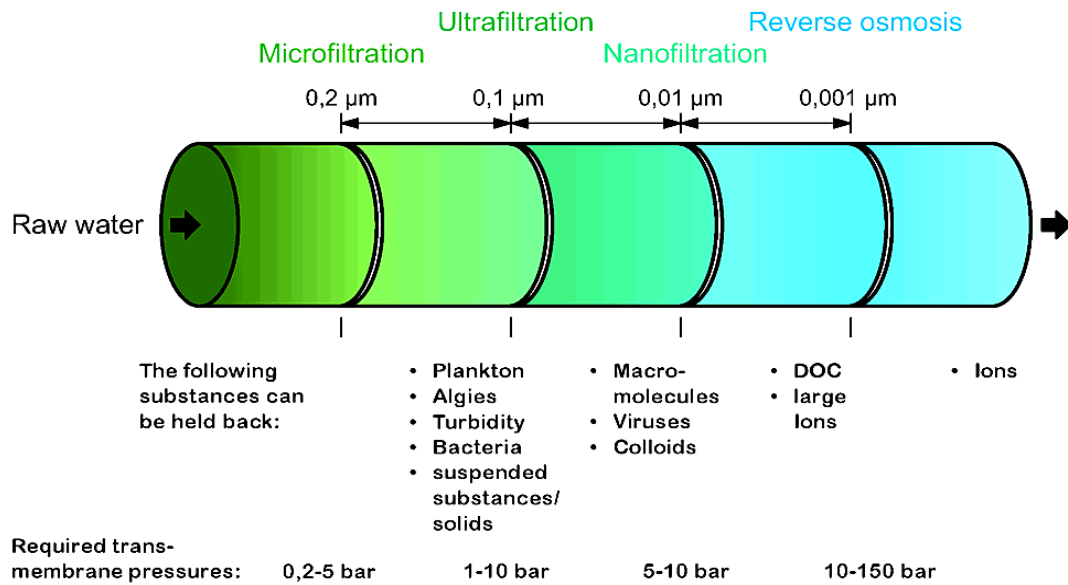 Ultrafiltration
Reverse osmosis
Microfiltration
Nanofiltration
0,2 µm
0,1 µm
0,01 µm
0,001 µm
Raw water
The following
substances can
be held back:
• Plankton
• Algies
• Turbidity
• Bacteria
• suspended
substances/
solids
• Macro-
molecules
• Viruses
• Colloids
• DOC
• large
Ions
• Ions
Required trans-
membrane pressures:
0,2-5 bar
1-10 bar
5-10 bar
10-150 bar